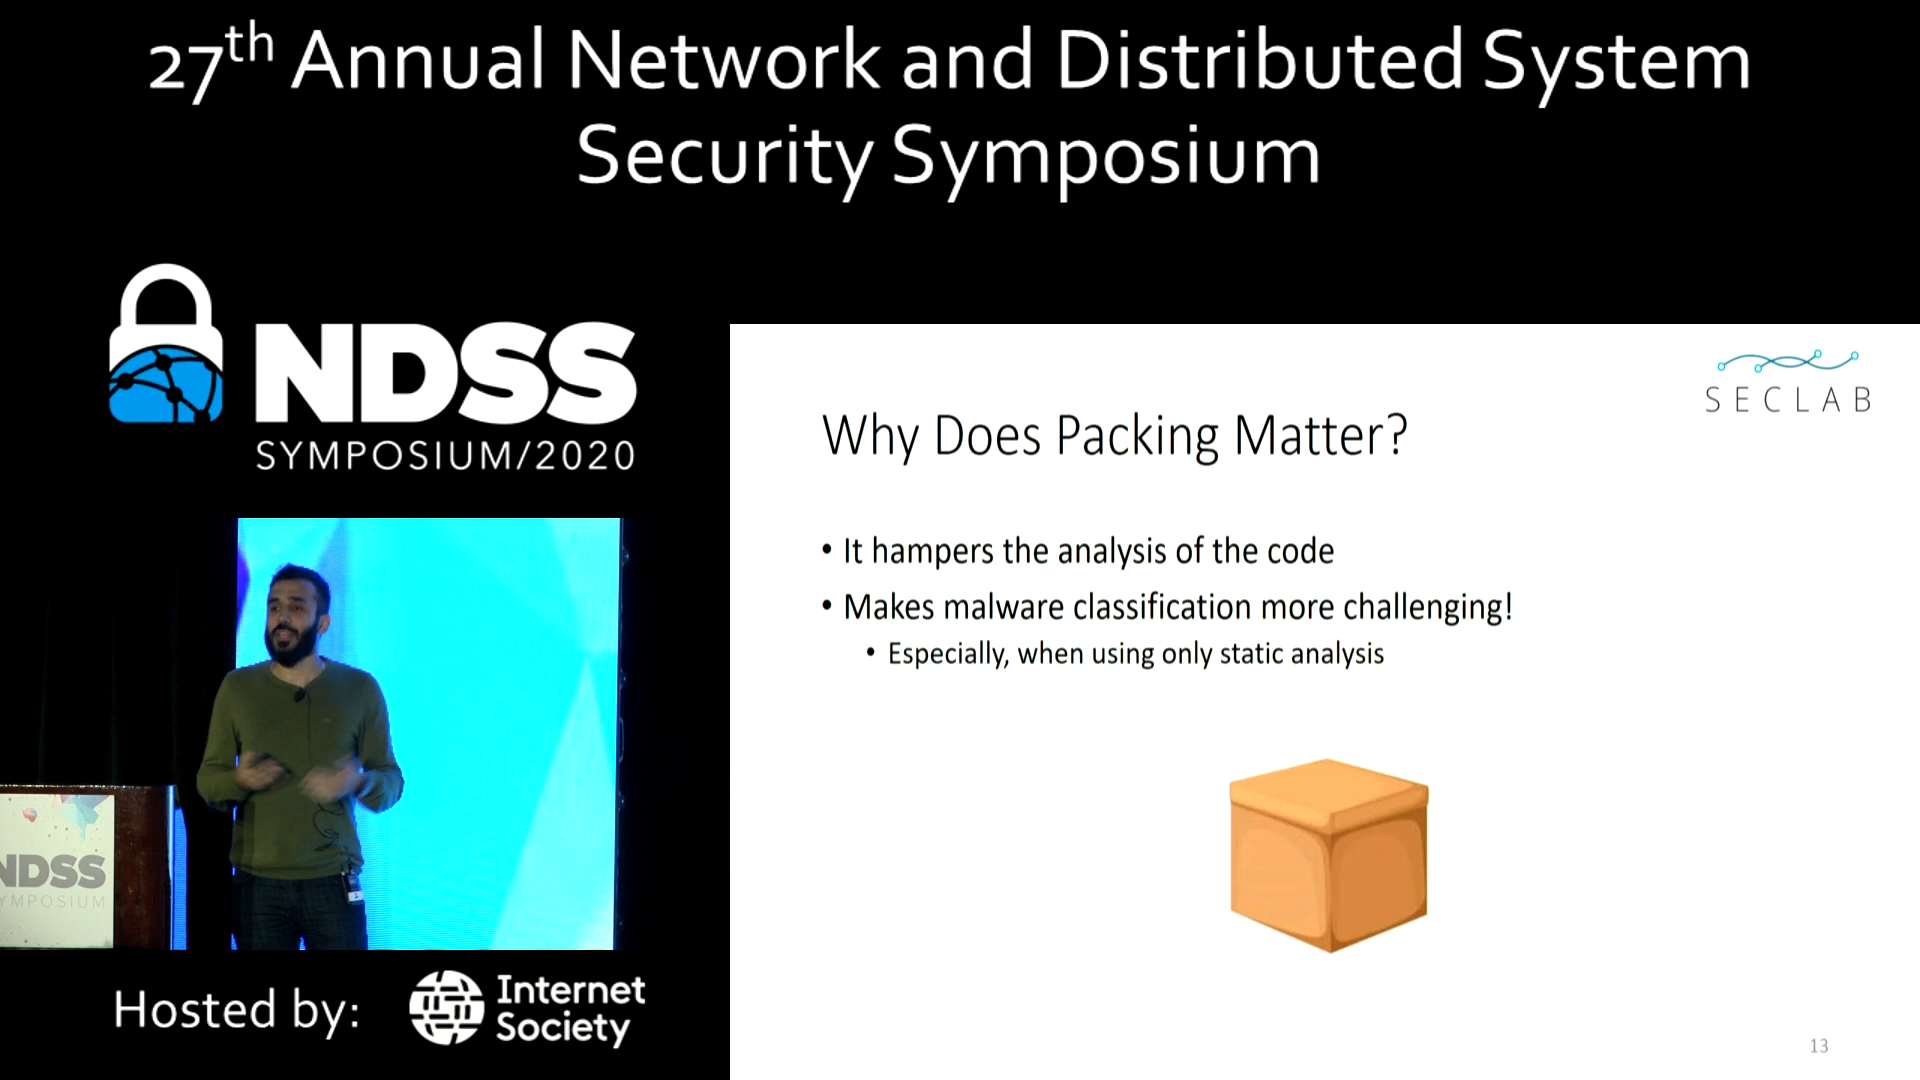 27th Annual Network and Distributed System
Security Symposium
NDSS
SYMPOSIUM/2020
SECLAB
Why Does Packing Matter?
• It hampers the analysis of the code
• Makes malware classification more challenging!
• Especially, when using only static analysis
NDSS
SYMPOSIUM
Hosted by:
Internet
Society
13